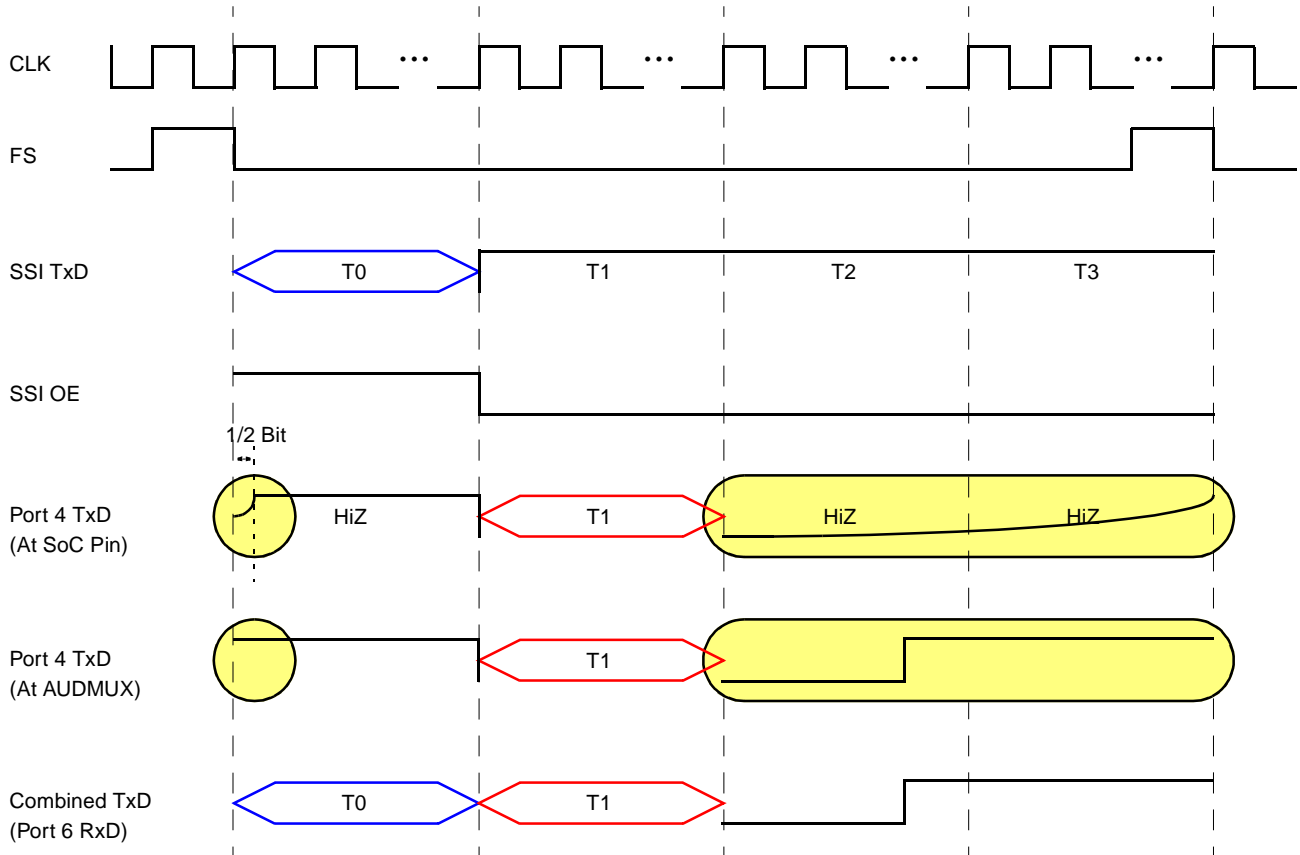 CLK
...
...
...
...
FS
SSI TxD
T0
T1
T2
T3
SSI OE
1/2 Bit
Port 4 TxD
(At SoC Pin)
HiZ
T1
HiZ
HiZ
Port 4 TxD
(At AUDMUX)
T1
Combined TxD
(Port 6 RxD)
T0
T1